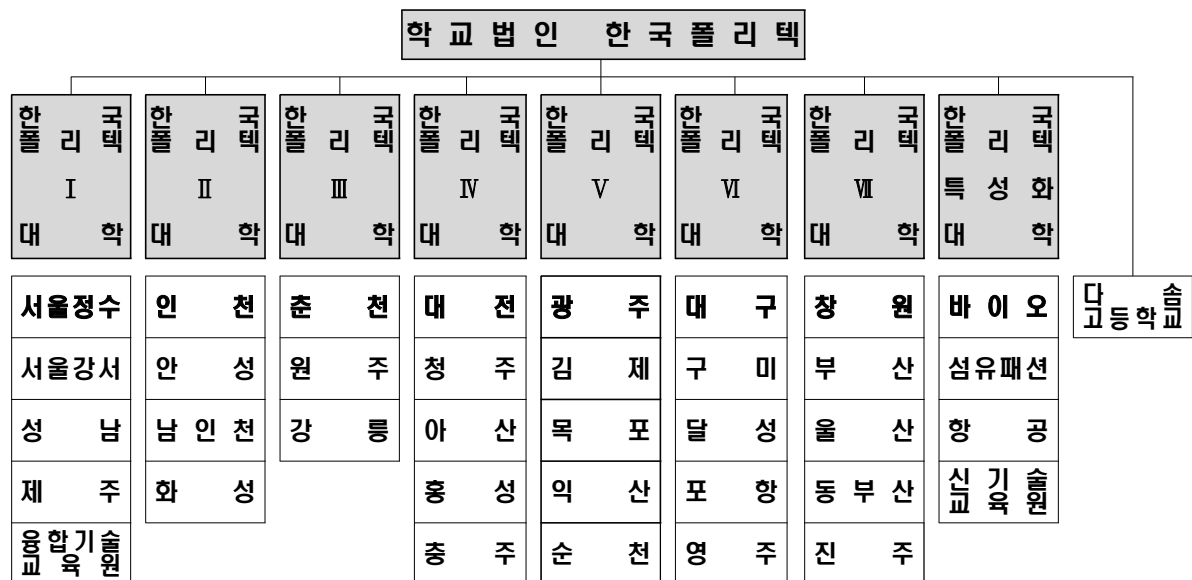 학교법인 한국폴리텍
한국
폴리텍
Ⅰ
대학
한국
폴리텍
Ⅱ
대학
한국
폴리텍
Ⅲ
대학
한국
폴리텍
Ⅳ
대학
한국
폴리텍
Ⅴ
대학
한국
폴리텍
Ⅵ
대학
한국
폴리텍
Ⅶ
대학
한국
폴리텍
특성화
대학
서울정수
서울강서
성남
제주
융합기술
교육원
인천
안성
남인천
화성
춘천
원주
강릉
대전
청주
아산
홍성
충주
광주
김제
목포
익산
순천
대구
구미
달성
포항
영주
창원
부산
울산
동부산
진주
바이오
섬유패션
항공
신기술
교육원
다솜
고등학교